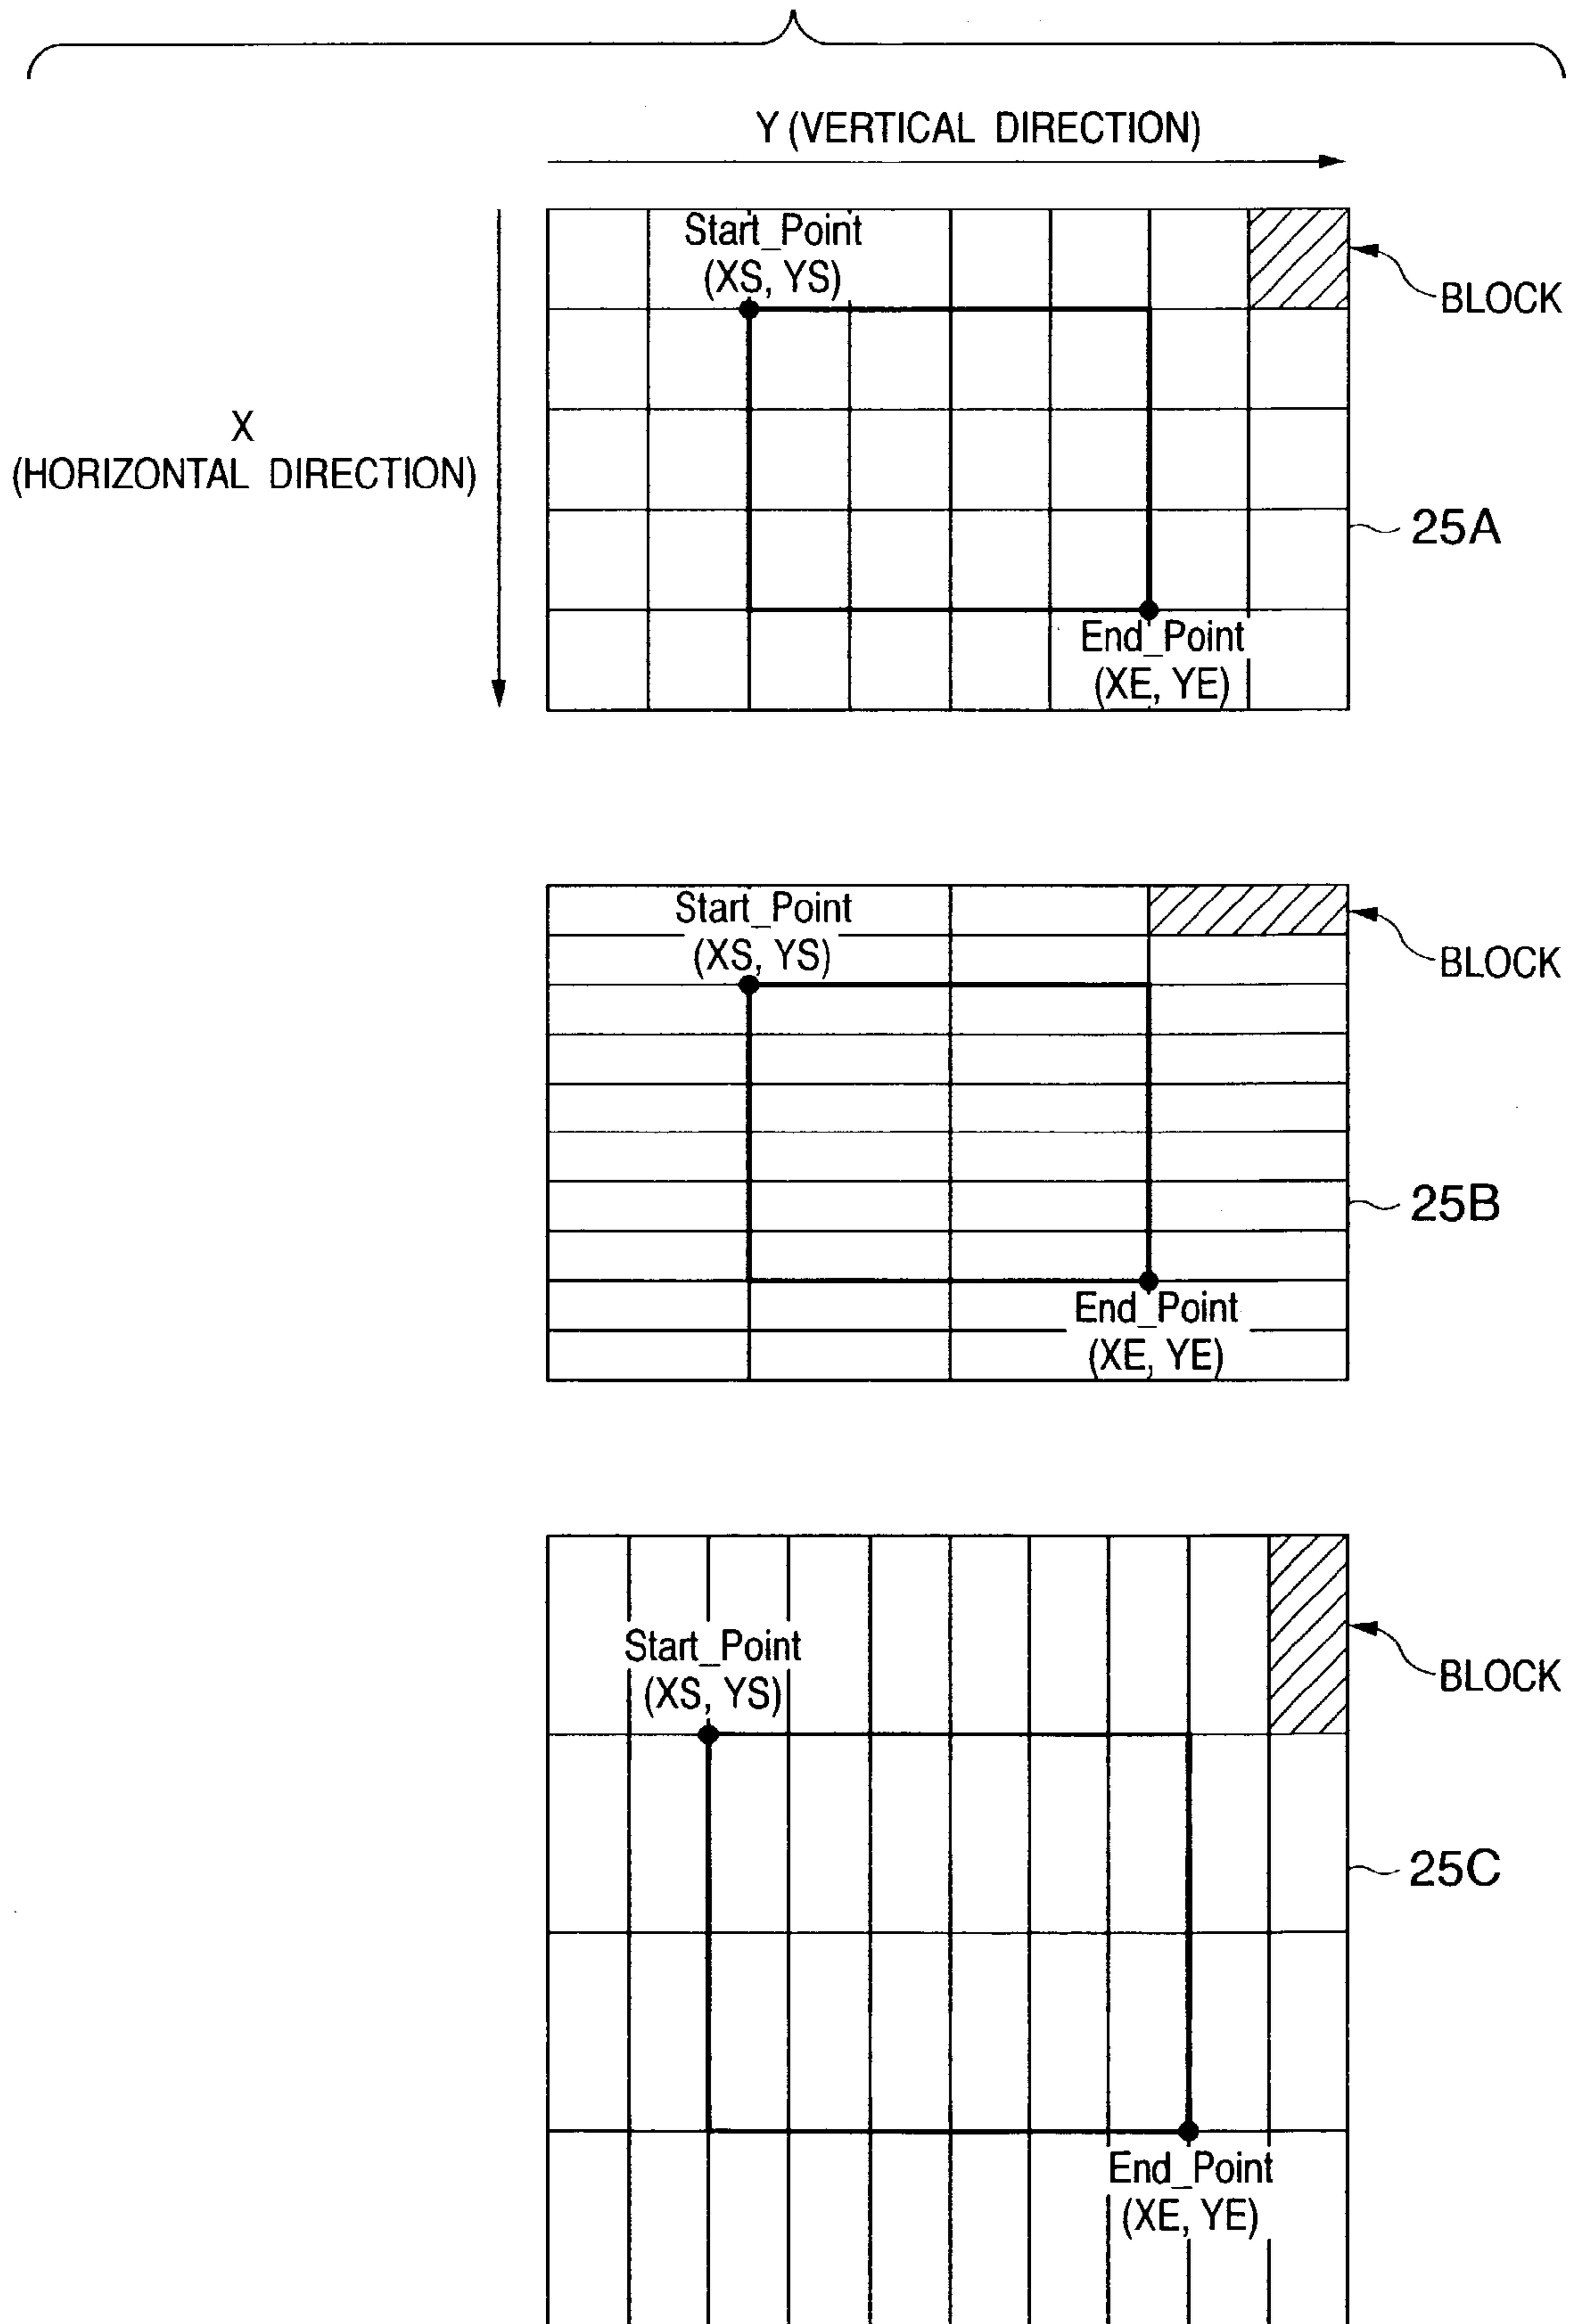 Y (VERTICAL DIRECTION)
Start_Point
(XS, YS)
BLOCK
X
(HORIZONTAL DIRECTION)
25A
End_Point
(XE, YE)
Start_Point
(XS, YS)
BLOCK
25B
End_Point
(XE, YE)
Start_Point
(XS, YS)
BLOCK
25C
End_Point
(XE, YE)